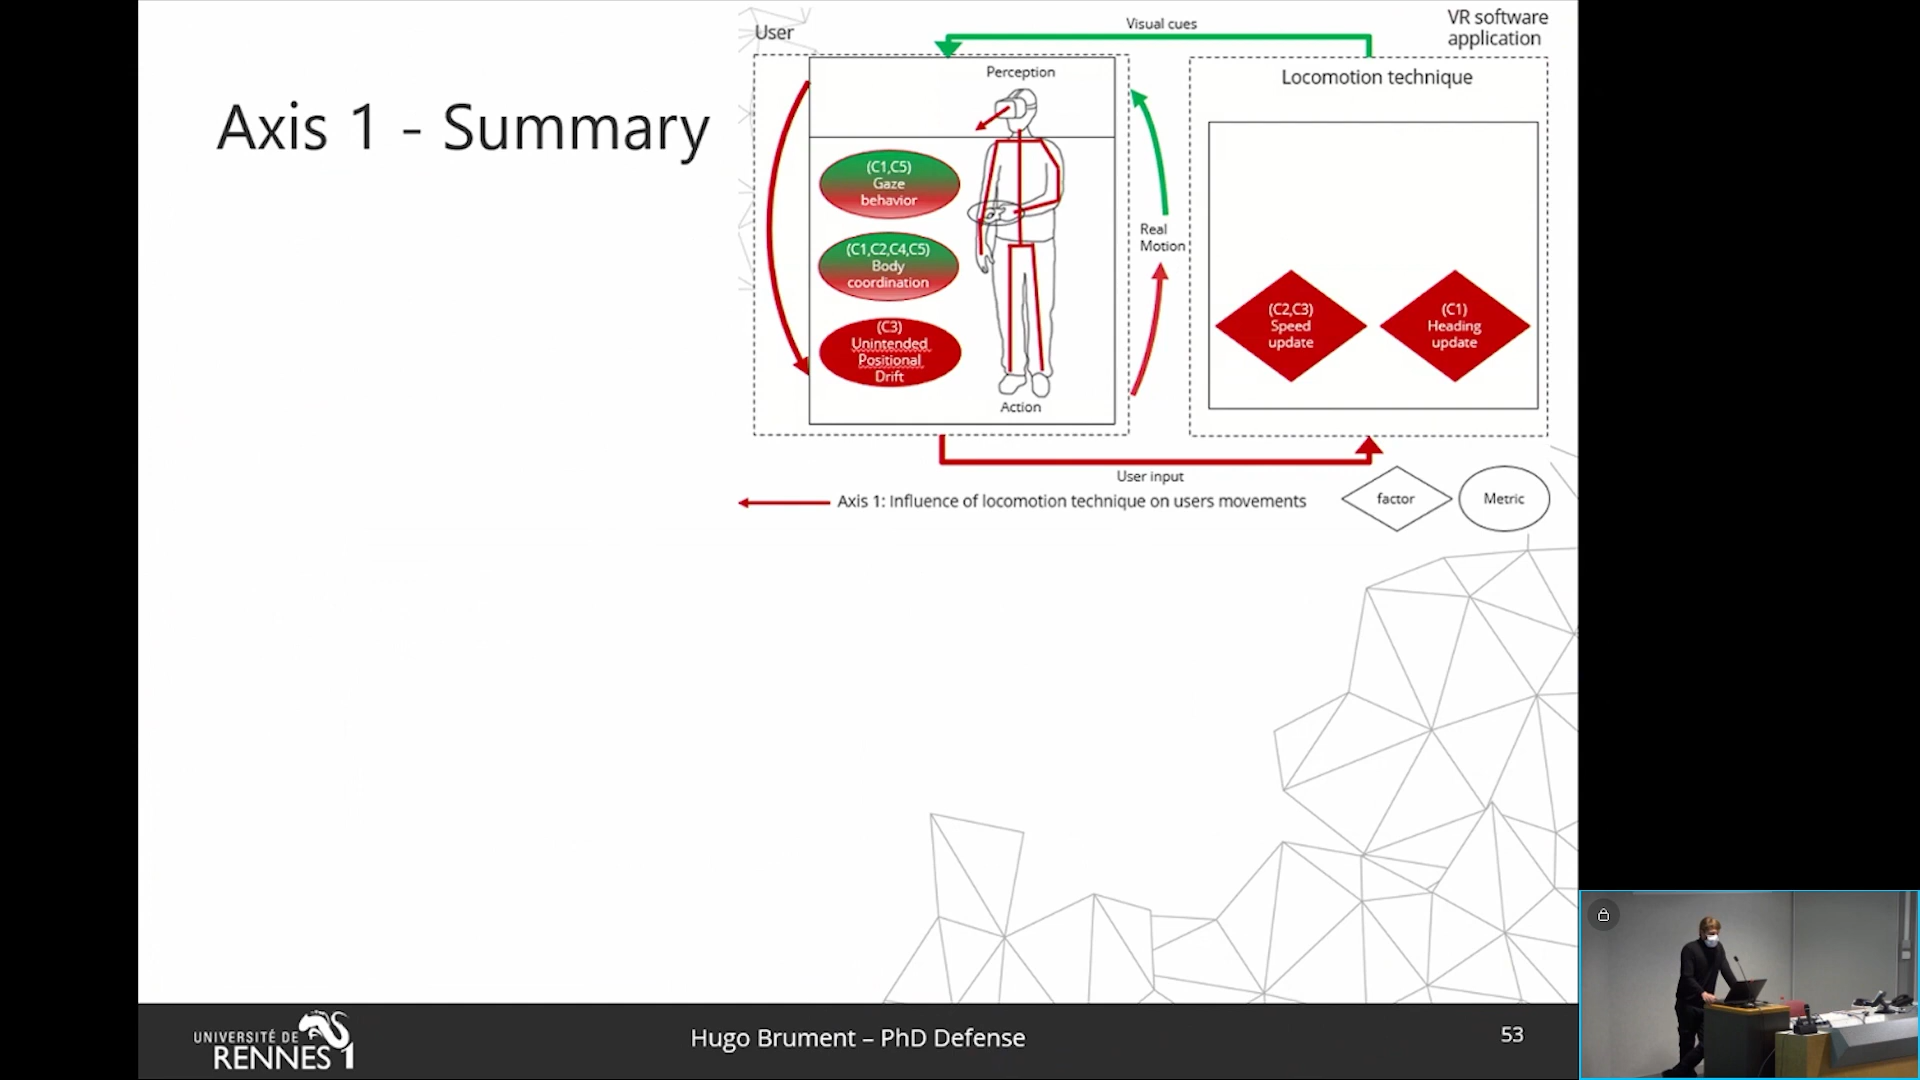 Axis 1 - Summary
User
Visual cues
VR software
application
Perception
Locomotion technique
(C1,C5)
Gaze
behavior
(C1,C2,C4,C5)
Body
coordination
(C3)
Unintended
Positional
Drift
Real
Motion
(C2,C3)
Speed
update
(C1)
Heading
update
Action
User input
Axis 1: Influence of locomotion technique on users movements
factor
Metric
UNIVERSITÉ DE
RENNES 1
Hugo Brument – PhD Defense
53